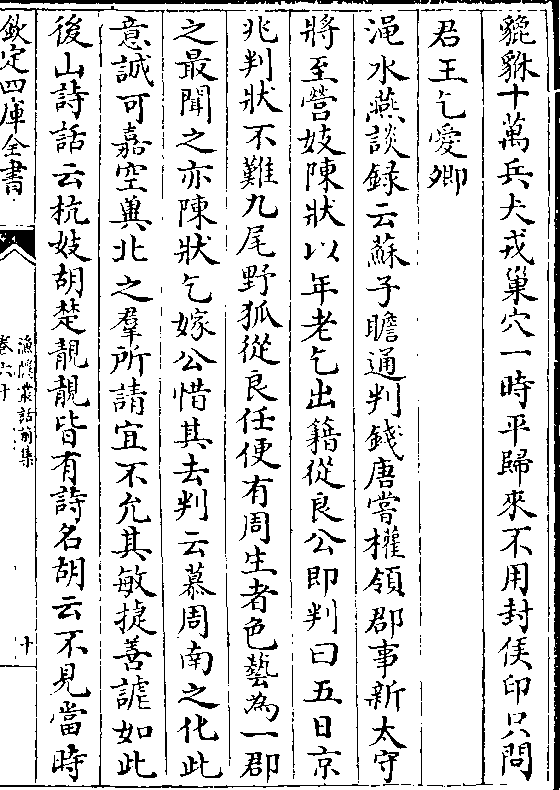 貔貅十萬兵犬戎巢穴一時平歸來不用封侯印只問
君王乞愛卿
渑水燕談錄云蘇子瞻通判錢唐嘗權領郡事新太守
將至營妓陳狀以年老乞出籍從良公即判曰五日京
兆判狀不難九尾野狐從良任便有周生者色藝為一郡
之最聞之亦陳狀乞嫁公惜其去判云慕周南之化此
意誠可嘉空冀北之羣所請宜不允其敏捷善謔如此
後山詩話云杭妓胡楚靚靚皆有詩名胡云不見當時
欽定四庫全書
漁隱叢話前集
卷六十
十